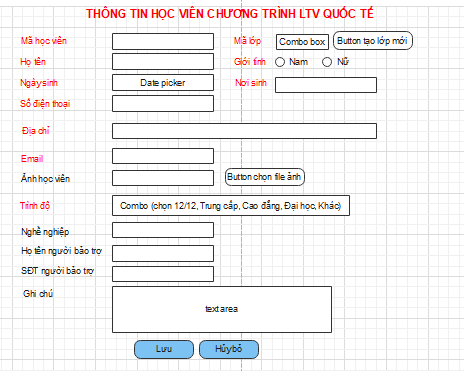 THÔNG TIN HỌC VIÊN CHƯƠNG TRÌNH LTV QUỐC TẾ
Mã học viên Mã lớp Combo box Button tạo lớp mới
Họ tên Giới tính Nam Nữ
Ngày sinh Date picker Nơi sinh
Số điện thoại
Địa chỉ
Email
Ảnh học viên Button chọn file ảnh
Trình độ Combo (chọn 12/12, Trung cấp, Cao đẳng, Đại học, Khác)
Nghề nghiệp
Họ tên người bảo trợ
SĐT người bảo trợ
Ghi chú
text area
Lưu Hủy bỏ